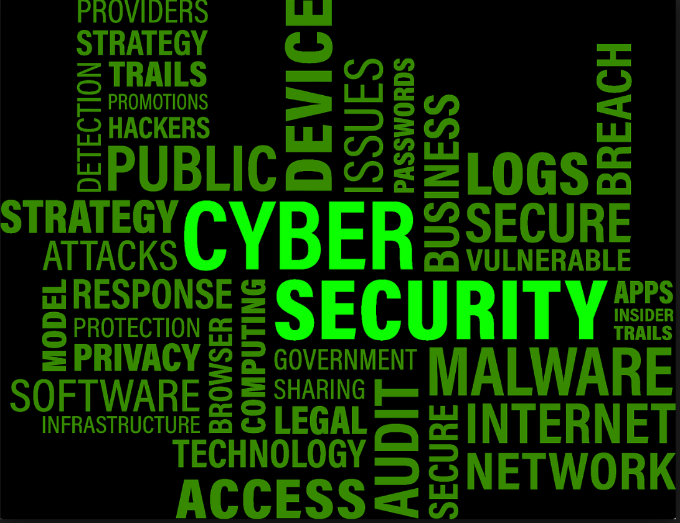 PROVIDERS
STRATEGY
DETECTION
TRAILS
PROMOTIONS
HACKERS
PUBLIC
DEVICE
ISSUES
PASSWORDS
BUSINESS
LOGS
BREACH
STRATEGY
CYBER
SECURE
ATTACKS
VULNERABLE
MODEL
RESPONSE
PROTECTION
PRIVACY
BROWSER
COMPUTING
SECURITY
APPS
INSIDER
TRAILS
GOVERNMENT
MALWARE
SOFTWARE
SHARING
INFRASTRUCTURE
LEGAL
AUDIT
SECURE
INTERNET
TECHNOLOGY
NETWORK
ACCESS